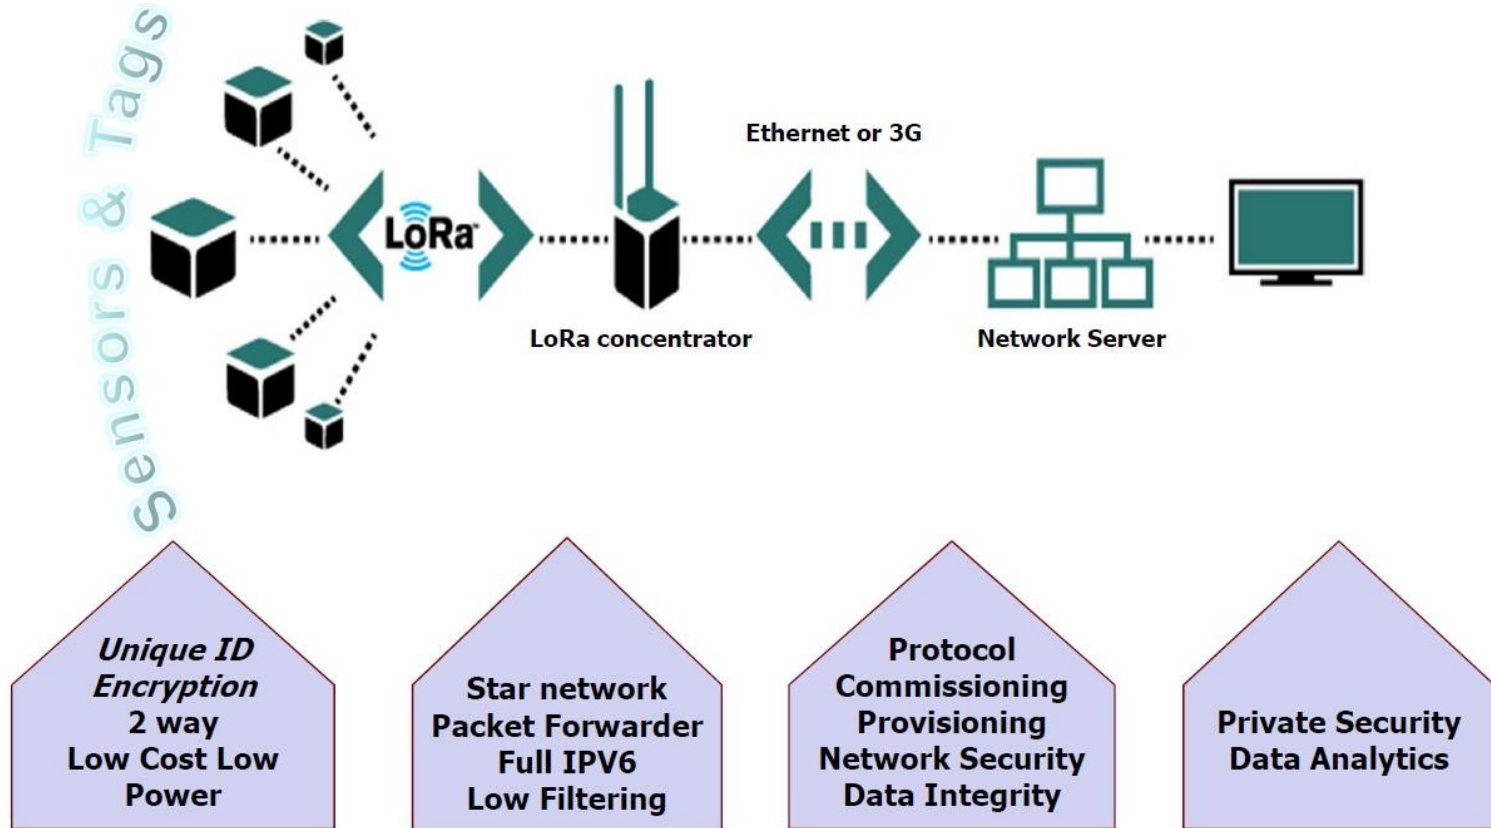 Sensors & Tags
LoRa™
Ethernet or 3G
LoRa concentrator
Network Server
Unique ID
Encryption
2 way
Low Cost Low
Power
Star network
Packet Forwarder
Full IPV6
Low Filtering
Protocol
Commissioning
Provisioning
Network Security
Data Integrity
Private Security
Data Analytics